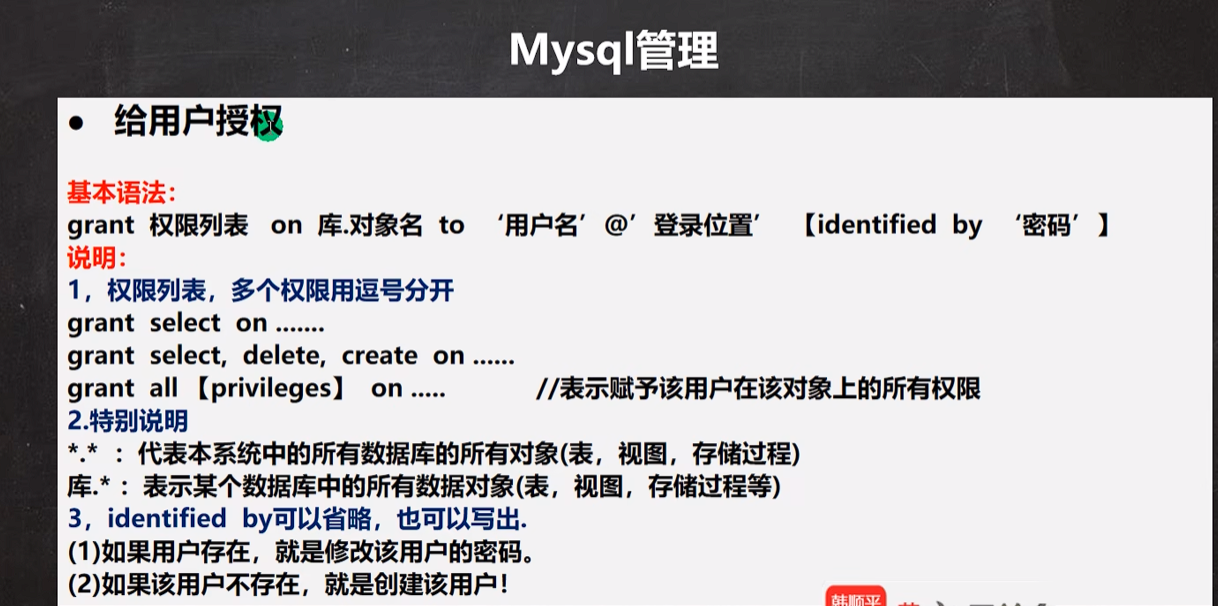 Mysql管理
● 给用户授权
基本语法:
grant 权限列表 on 库.对象名 to ‘用户名’ @’ 登录位置’ 【identified by ‘密码’ 】
说明:
1，权限列表，多个权限用逗号分开
grant select on .......
grant select, delete, create on ......
grant all 【privileges】 on ..... //表示赋予该用户在该对象上的所有权限
2.特别说明
*.* : 代表本系统中的所有数据库的所有对象(表，视图，存储过程)
库.* : 表示某个数据库中的所有数据对象(表，视图，存储过程等)
3，identified by可以省略，也可以写出.
(1)如果用户存在，就是修改该用户的密码。
(2)如果该用户不存在，就是创建该用户!
韩顺平